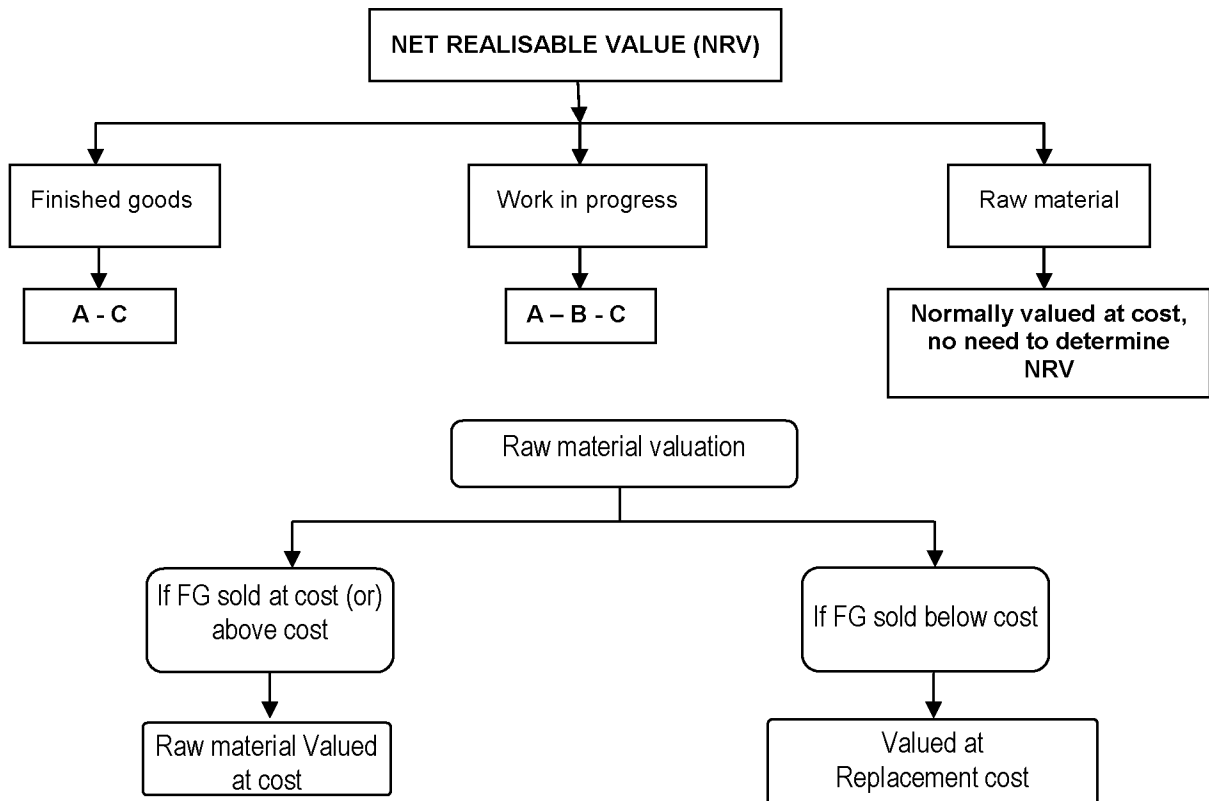 NET REALISABLE VALUE (NRV)
Finished goods
Work in progress
Raw material
A - C
A – B - C
Normally valued at cost,
no need to determine
NRV
Raw material valuation
If FG sold at cost (or)
above cost
If FG sold below cost
Raw material Valued
at cost
Valued at
Replacement cost